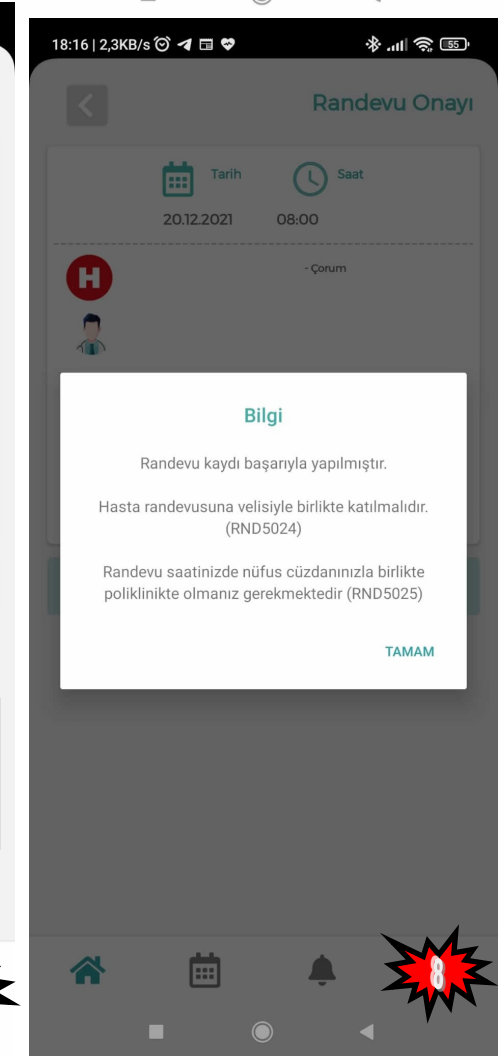 18:16 | 2,3KB/s
55
Randevu Onayı
Tarih
Saat
20.12.2021
08:00
H
- Çorum
Bilgi
Randevu kaydı başarıyla yapılmıştır.
Hasta randevusuna velisiyle birlikte katılmalıdır.
(RND5024)
Randevu saatinizde nüfus cüzdanınızla birlikte
poliklinikte olmanız gerekmektedir (RND5025)
TAMAM
8